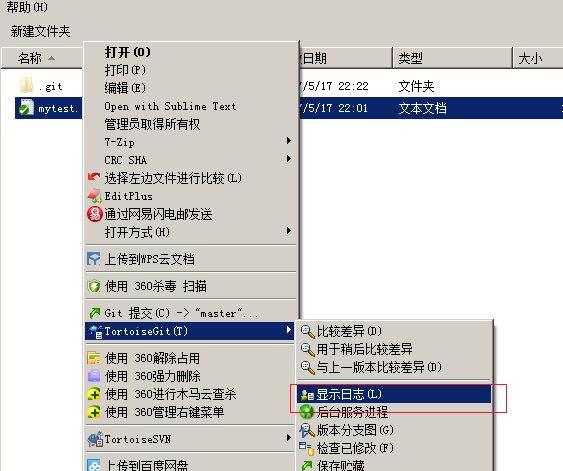 帮助(H)
新建文件夹
名称 日期 类型 大小
.git 7/5/17 22:22 文件夹
mytest. 7/5/17 22:01 文本文档
打开(O)
打印(P)
编辑(E)
Open with Sublime Text
管理员取得所有权
7-Zip
CRC SHA
选择左边文件进行比较(L)
EditPlus
通过网易闪电邮发送
打开方式(H)
上传到WPS云文档
使用 360杀毒 扫描
Git 提交(C) -> "master"...
TortoiseGit(T)
使用 360解除占用
使用 360强力删除
使用 360进行木马云查杀
使用 360管理右键菜单
TortoiseSVN
上传到百度网盘
比较差异(D)
用于稍后比较差异
与上一版本比较差异(D)
显示日志(L)
后台服务进程
版本分支图(G)
检查已修改(F)
保存贮藏